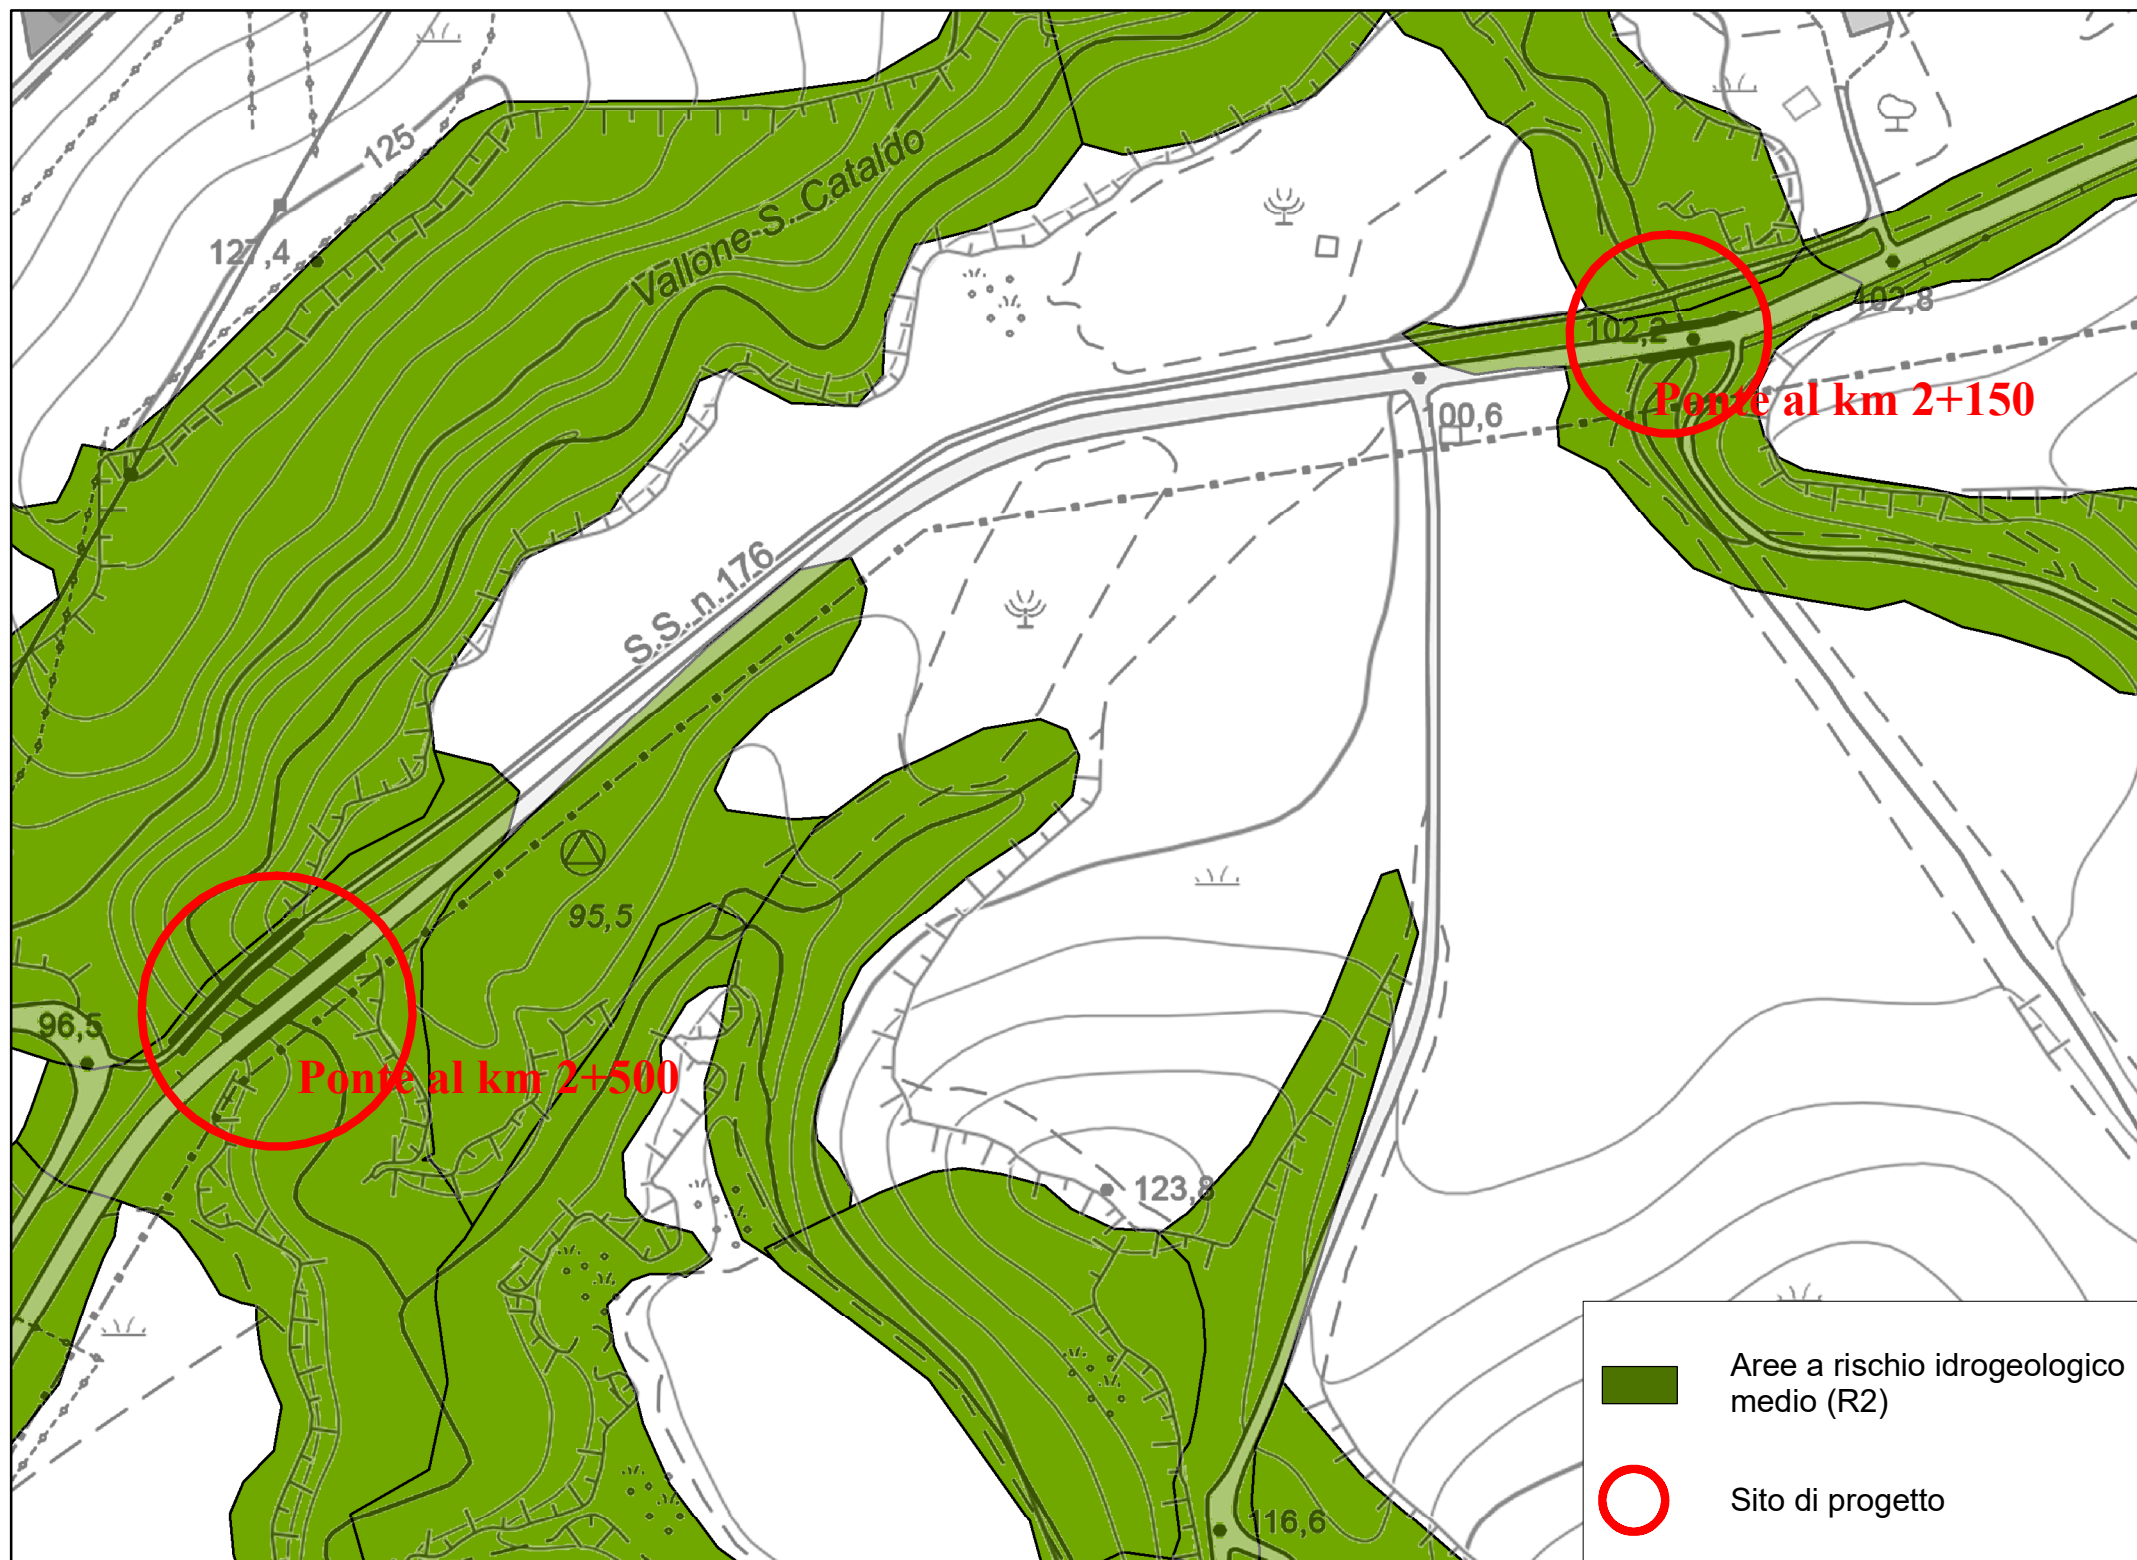 125
Vallone S. Cataldo
127,4
102,8
102,2
Ponte al km 2+150
100,6
S.S. n. 176
95,5
96,5
Ponte al km 2+500
123,8
Aree a rischio idrogeologico
medio (R2)
Sito di progetto
116,6